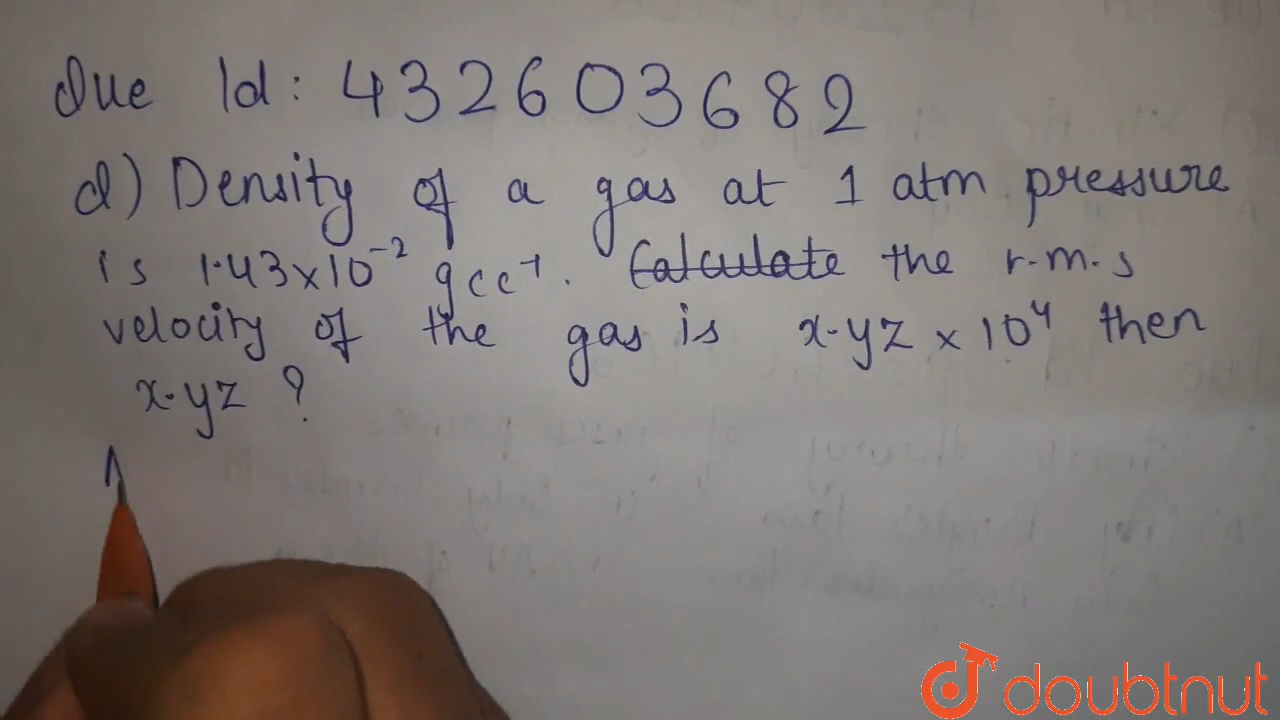 Que Id: 432603682
d) Density of a gas at 1 atm pressure
is 1.43×10⁻² g cc⁻¹. Calculate the r.m.s
velocity of the gas is x.yz × 10⁴ then
x.yz ?
doubtnut